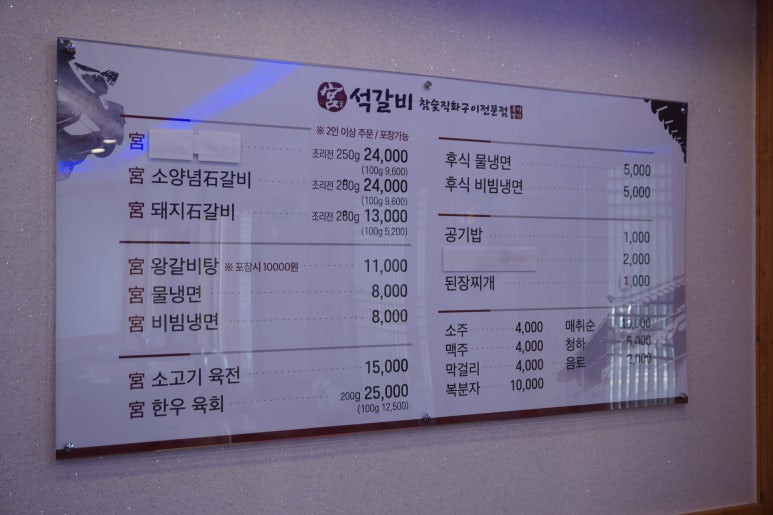 宮 석갈비 참숯직화구이전문점
※ 2인 이상 주문 / 포장가능
宮 조리전 250g 24,000
(100g 9,600)
宮 소양념石갈비 조리전 280g 24,000
(100g 9,600)
宮 돼지石갈비 조리전 280g 13,000
(100g 5,200)
宮 왕갈비탕 ※ 포장시 10000원 11,000
宮 물냉면 8,000
宮 비빔냉면 8,000
宮 소고기 육전 15,000
宮 한우 육회 200g 25,000
(100g 12,500)
후식 물냉면 5,000
후식 비빔냉면 5,000
공기밥 1,000
2,000
된장찌개 1,000
소주 4,000 매취순
맥주 4,000 청하 5,000
막걸리 4,000 음료 2,000
복분자 10,000